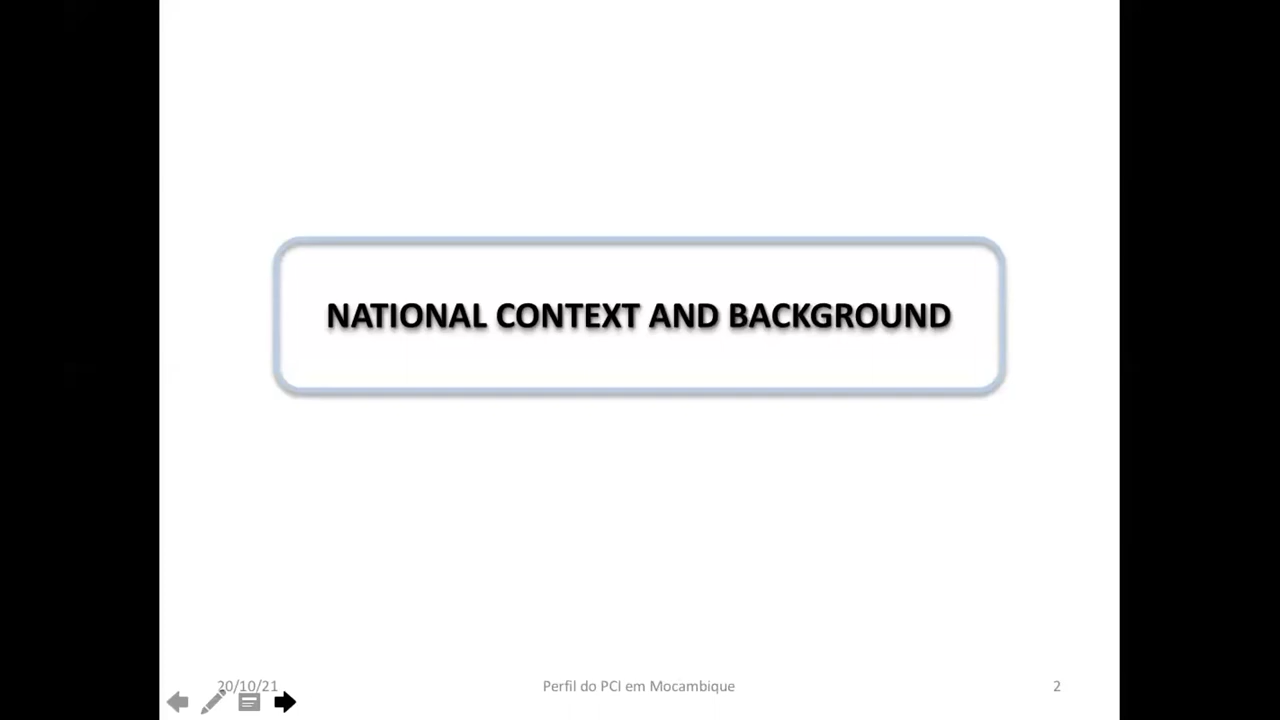 NATIONAL CONTEXT AND BACKGROUND
20/10/21
Perfil do PCI em Mocambique
2